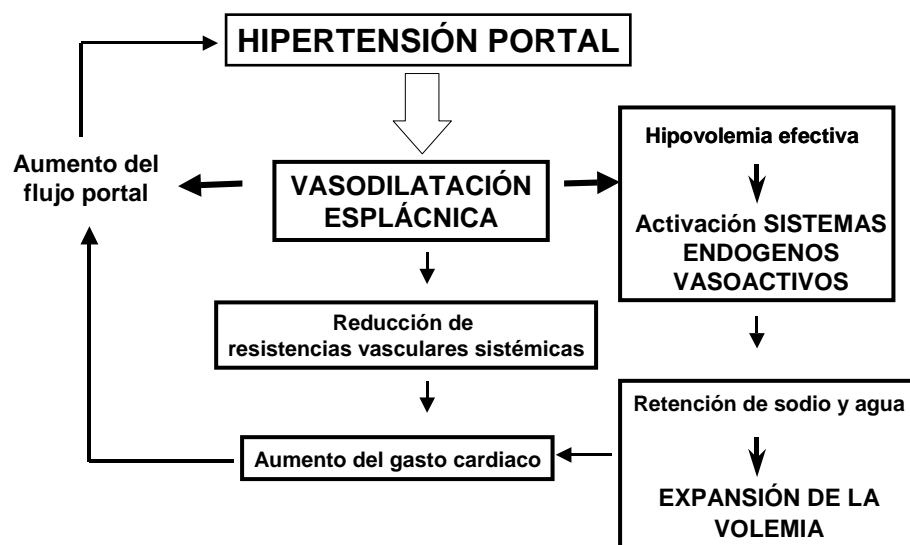 HIPERTENSIÓN PORTAL
Aumento del
flujo portal
VASODILATACIÓN
ESPLÁCNICA
Hipovolemia efectiva
Activación SISTEMAS
ENDOGENOS
VASOACTIVOS
Reducción de
resistencias vasculares sistémicas
Retención de sodio y agua
Aumento del gasto cardiaco
EXPANSIÓN DE LA
VOLEMIA